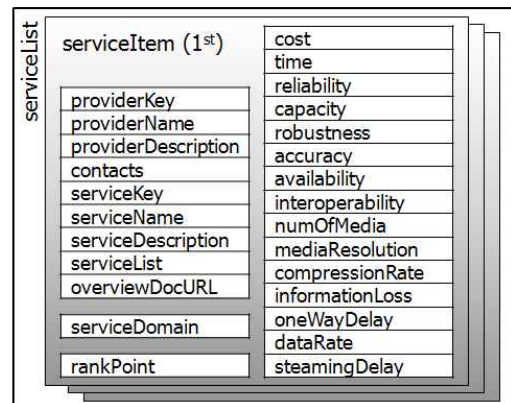 serviceList
serviceItem (1st)
providerKey
providerName
providerDescription
contacts
serviceKey
serviceName
serviceDescription
serviceList
overviewDocURL
serviceDomain
rankPoint
cost
time
reliability
capacity
robustness
accuracy
availability
interoperability
numOfMedia
mediaResolution
compressionRate
informationLoss
oneWayDelay
dataRate
steamingDelay